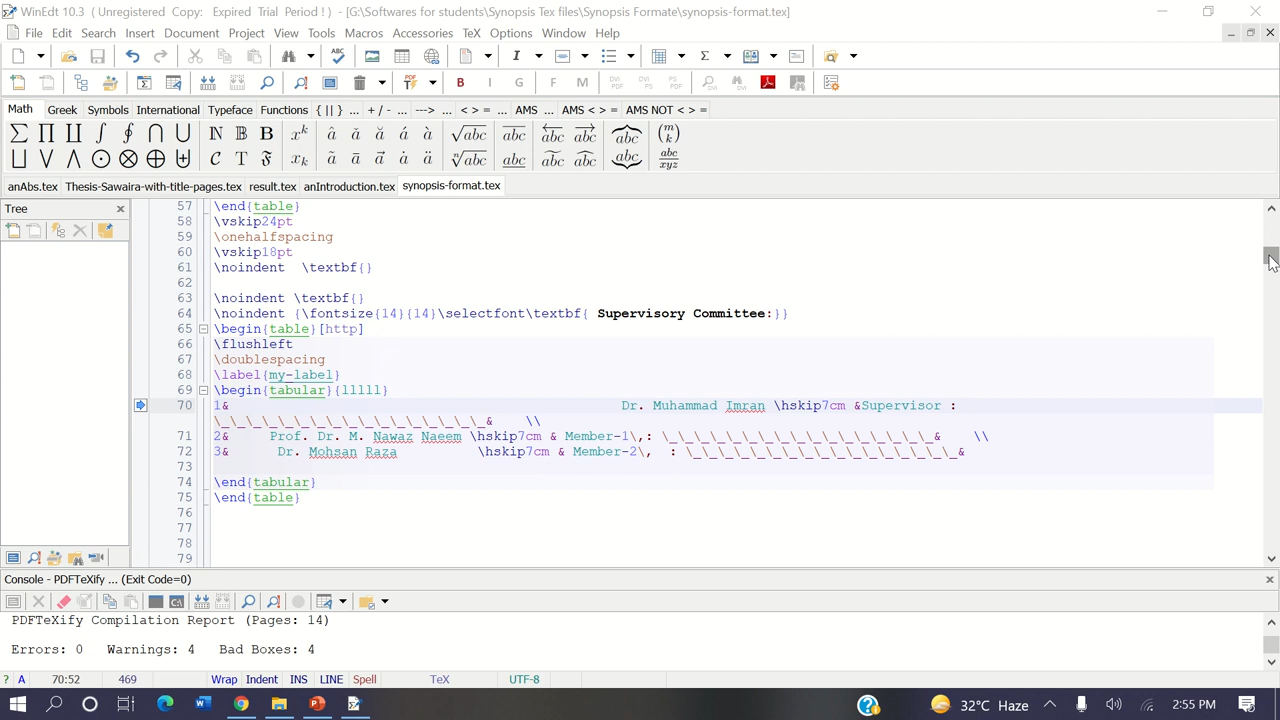 WinEdt 10.3 (Unregistered Copy: Expired Trial Period ! ) - [G:\Softwares for students\Synopsis Tex files\Synopsis Formate\synopsis-format.tex]
File Edit Search Insert Document Project View Tools Macros Accessories TeX Options Window Help
Math Greek Symbols International Typeface Functions { || } ... + / - ... ---> ... < > = ... AMS ... AMS < > = AMS NOT < > =
anAbs.tex Thesis-Sawaira-with-title-pages.tex result.tex anIntroduction.tex synopsis-format.tex
Tree
57 \end{table}
58 \vskip24pt
59 \onehalfspacing
60 \vskip18pt
61 \noindent \textbf{}
62
63 \noindent \textbf{}
64 \noindent {\fontsize{14}{14}\selectfont\textbf{ Supervisory Committee:}}
65 \begin{table}[http]
66 \flushleft
67 \doublespacing
68 \label{my-label}
69 \begin{tabular}{lllll}
70 1& Dr. Muhammad Imran \hskip7cm &Supervisor :
\_\_\_\_\_\_\_\_\_\_\_\_\_\_\_\_\_& \\
71 2& Prof. Dr. M. Nawaz Naeem \hskip7cm & Member-1\,: \_\_\_\_\_\_\_\_\_\_\_\_\_\_\_\_\_& \\
72 3& Dr. Mohsan Raza \hskip7cm & Member-2\, : \_\_\_\_\_\_\_\_\_\_\_\_\_\_\_\_\_&
73
74 \end{tabular}
75 \end{table}
76
77
78
79
Console - PDFTeXify ... (Exit Code=0)
PDFTeXify Compilation Report (Pages: 14)
Errors: 0 Warnings: 4 Bad Boxes: 4
? A 70:52 469 Wrap Indent INS LINE Spell TeX UTF-8
32°C Haze 2:55 PM